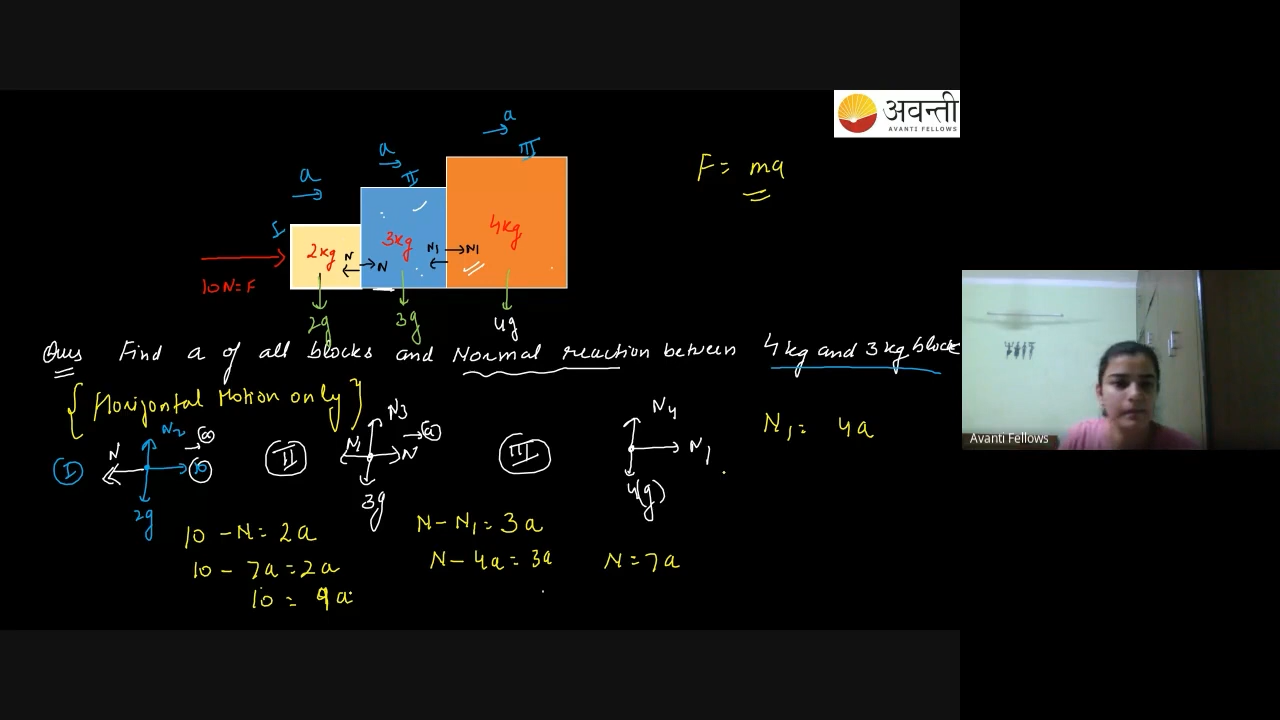 अवन्ती
AVANTI FELLOWS
a
a
a
I
II
III
F = ma
2kg
3kg
4kg
N
N
N1
N1
10N=F
2g
3g
4g
Ques Find a of all blocks and Normal reaction between 4kg and 3kg block
{Horizontal Motion only}
I
N
N2
a
10
2g
II
N1
N3
a
N
3g
III
N4
N1
4(g)
N1 = 4a
10 - N = 2a
N - N1 = 3a
10 - 7a = 2a
N - 4a = 3a
N = 7a
10 = 9a
Avanti Fellows